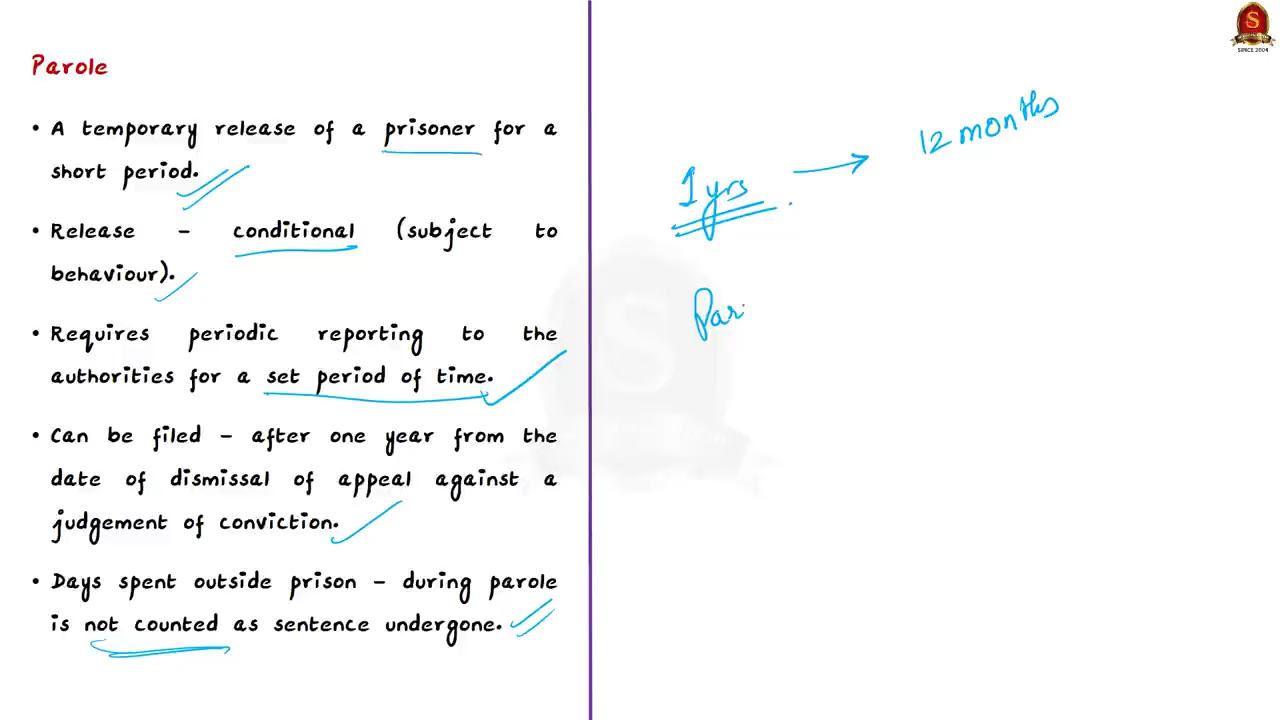 Parole
• A temporary release of a prisoner for a
short period.
• Release - conditional (subject to
behaviour).
• Requires periodic reporting to the
authorities for a set period of time.
• Can be filed - after one year from the
date of dismissal of appeal against a
judgement of conviction.
• Days spent outside prison - during parole
is not counted as sentence undergone.
S
SINCE 2004
12 months
1 yrs
Par
S